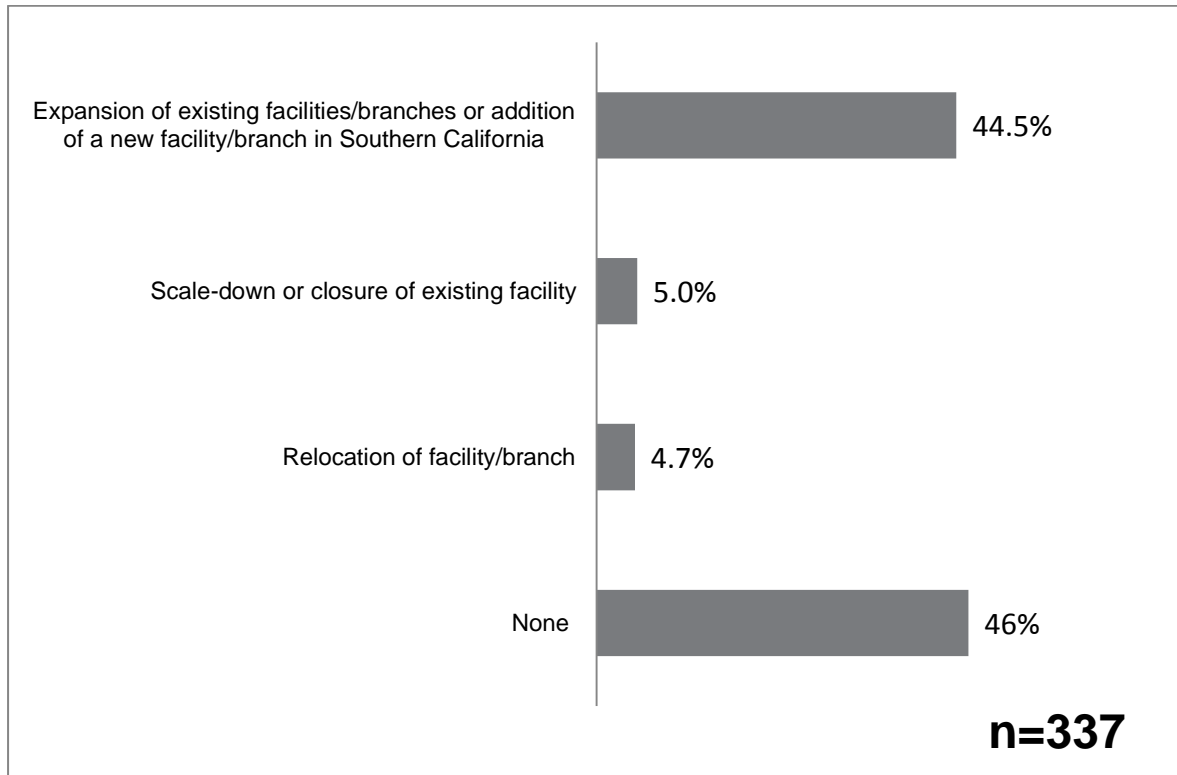 Expansion of existing facilities/branches or addition
of a new facility/branch in Southern California
44.5%
Scale-down or closure of existing facility
5.0%
Relocation of facility/branch
4.7%
None
46%
n=337